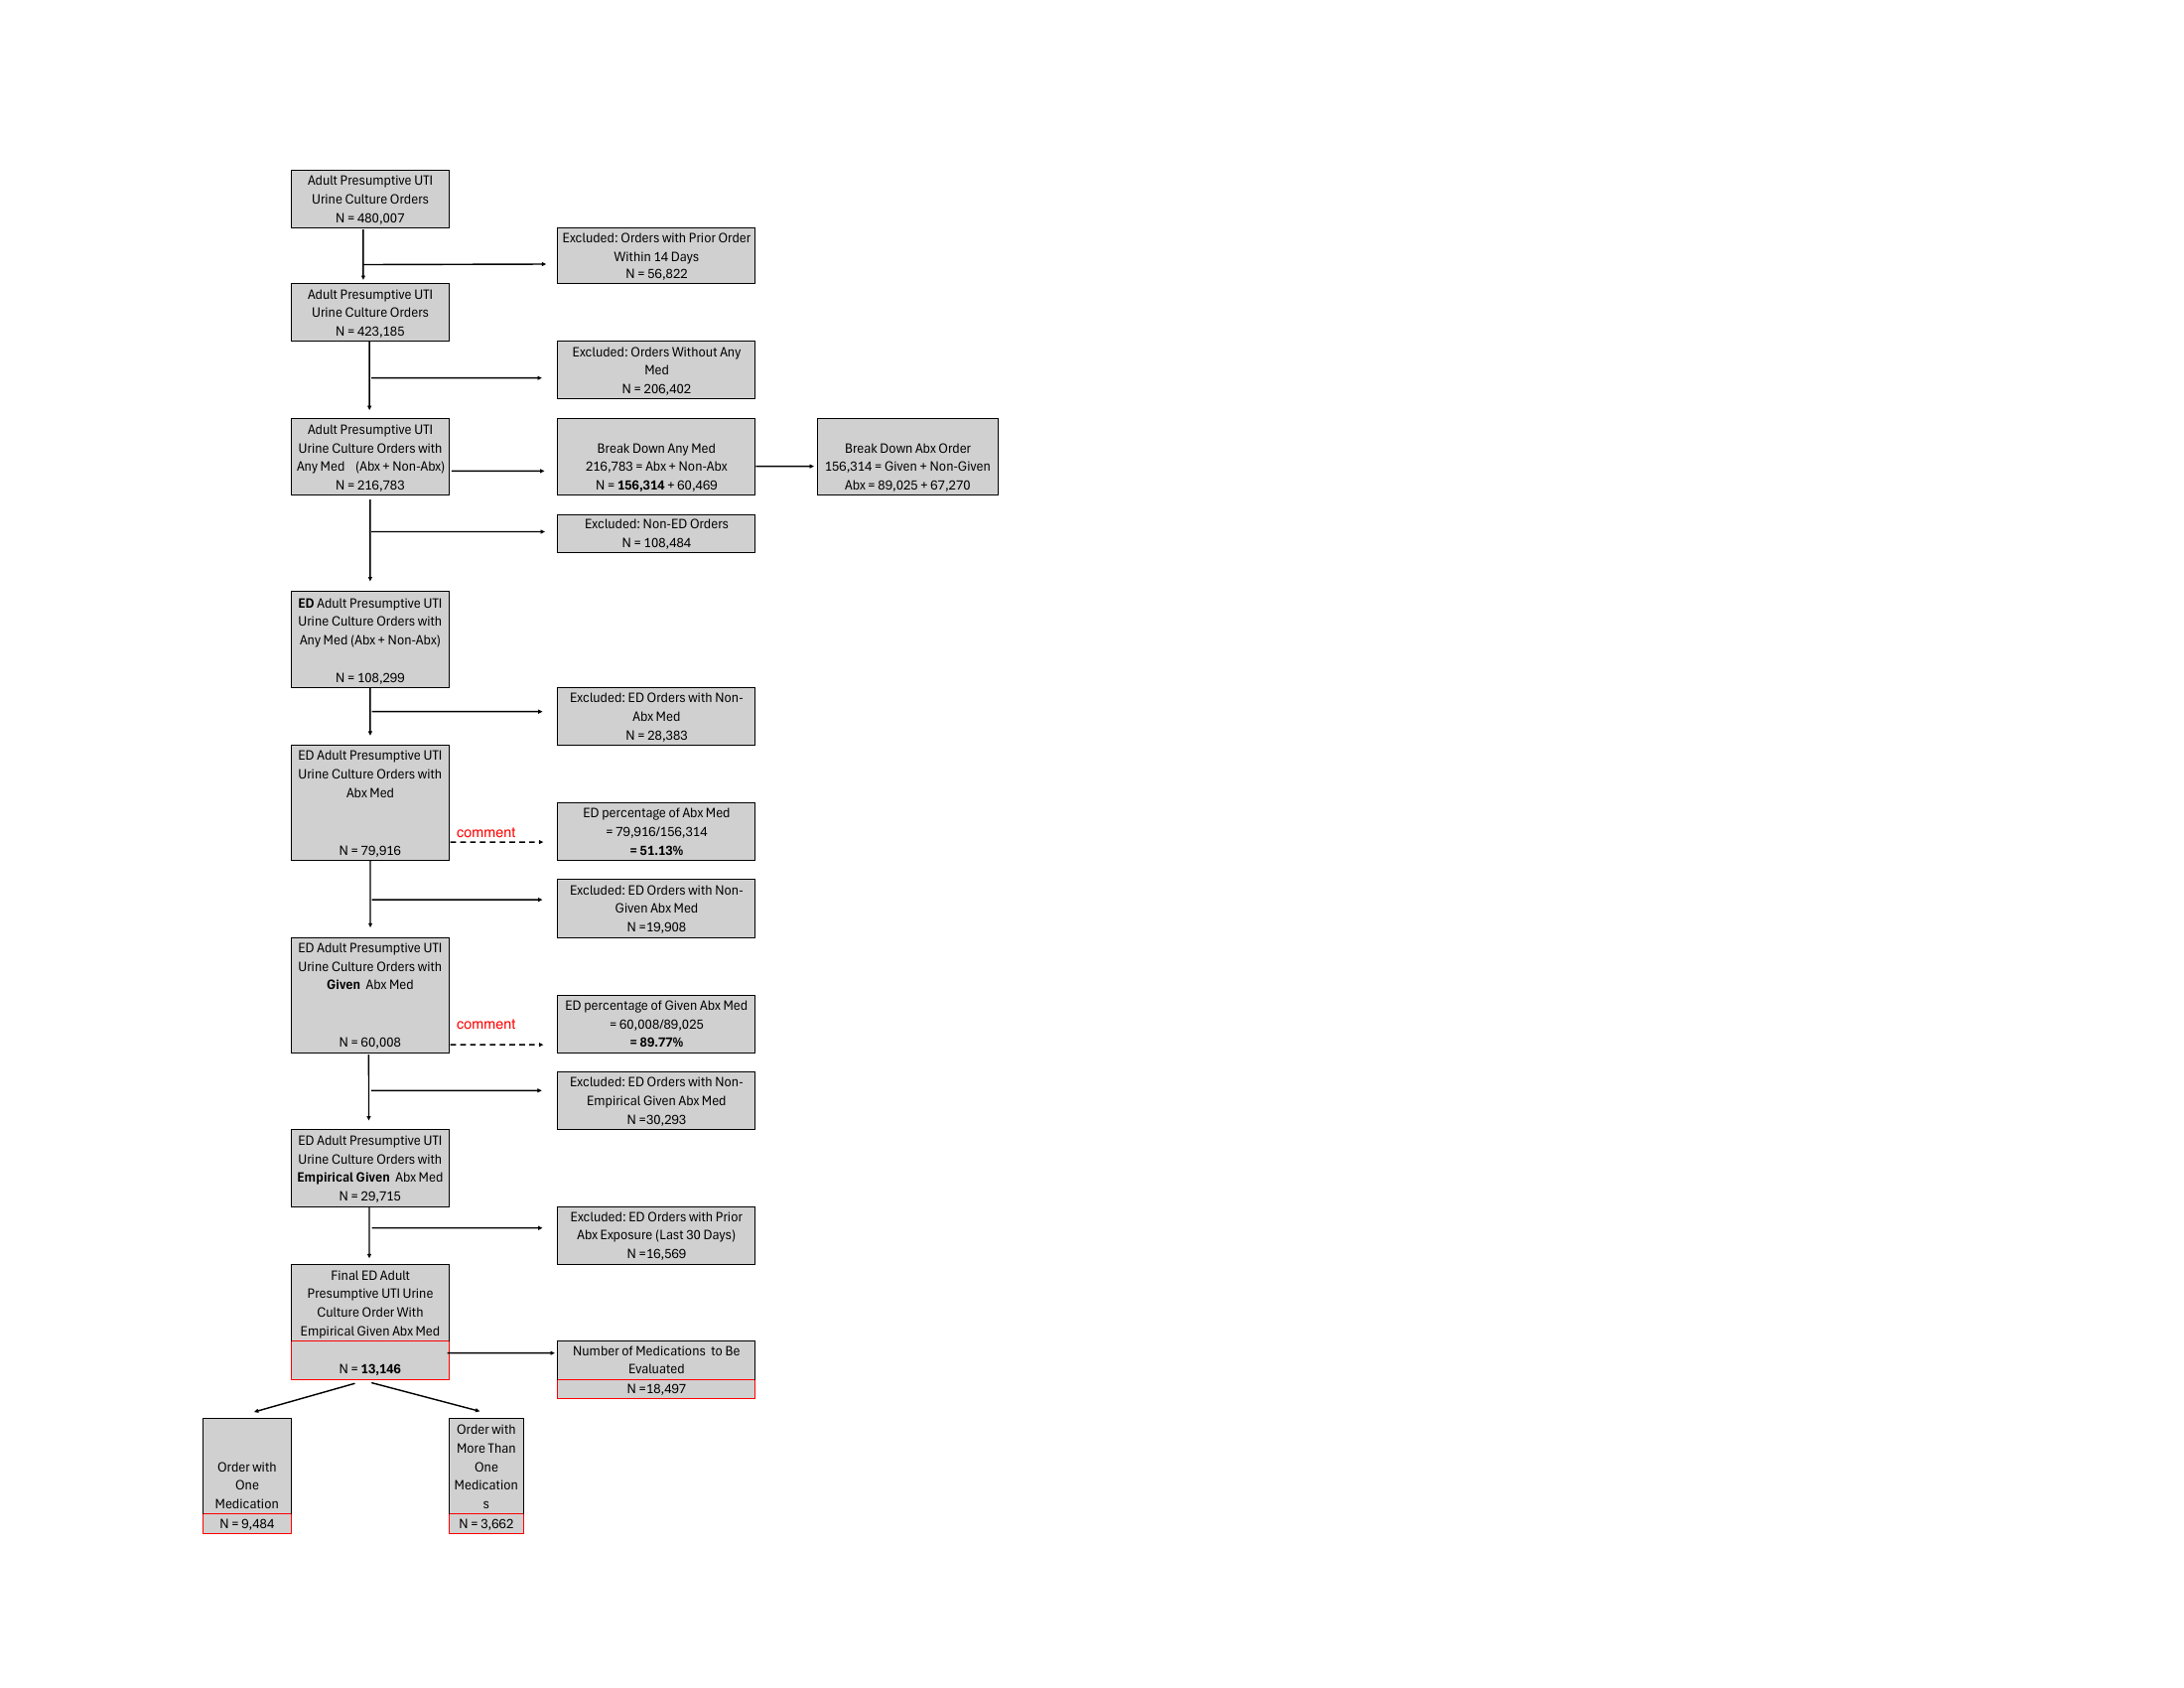 Adult Presumptive UTI
Urine Culture Orders
N = 480,007
Excluded: Orders with Prior Order
Within 14 Days
N = 56,822
Adult Presumptive UTI
Urine Culture Orders
N = 423,185
Excluded: Orders Without Any
Med
N = 206,402
Adult Presumptive UTI
Urine Culture Orders with
Any Med (Abx + Non-Abx)
N = 216,783
Break Down Any Med
216,783 = Abx + Non-Abx
N = 156,314 + 60,469
Break Down Abx Order
156,314 = Given + Non-Given
Abx = 89,025 + 67,270
Excluded: Non-ED Orders
N = 108,484
ED Adult Presumptive UTI
Urine Culture Orders with
Any Med (Abx + Non-Abx)
N = 108,299
Excluded: ED Orders with Non-
Abx Med
N = 28,383
ED Adult Presumptive UTI
Urine Culture Orders with
Abx Med
N = 79,916
comment
ED percentage of Abx Med
= 79,916/156,314
= 51.13%
Excluded: ED Orders with Non-
Given Abx Med
N =19,908
ED Adult Presumptive UTI
Urine Culture Orders with
Given Abx Med
N = 60,008
comment
ED percentage of Given Abx Med
= 60,008/89,025
= 89.77%
Excluded: ED Orders with Non-
Empirical Given Abx Med
N =30,293
ED Adult Presumptive UTI
Urine Culture Orders with
Empirical Given Abx Med
N = 29,715
Excluded: ED Orders with Prior
Abx Exposure (Last 30 Days)
N =16,569
Final ED Adult
Presumptive UTI Urine
Culture Order With
Empirical Given Abx Med
N = 13,146
Number of Medications to Be
Evaluated
N =18,497
Order with
One
Medication
N = 9,484
Order with
More Than
One
Medication
s
N = 3,662